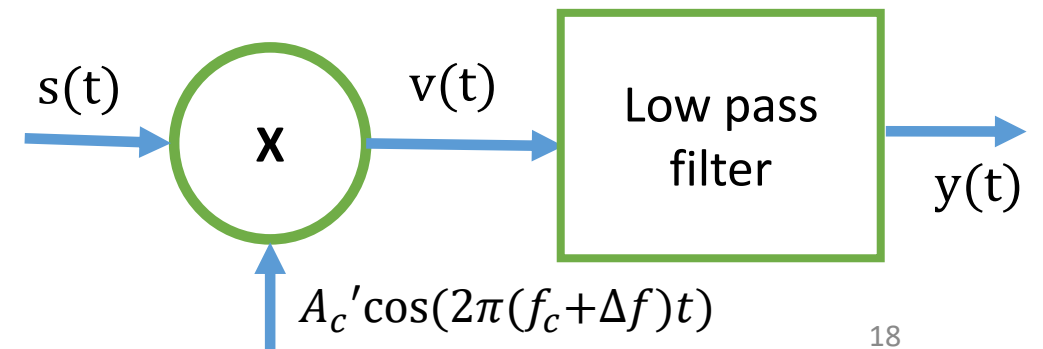 s(t)
X
v(t)
Low pass
filter
y(t)
A_c′cos(2π(f_c+Δf)t)
18